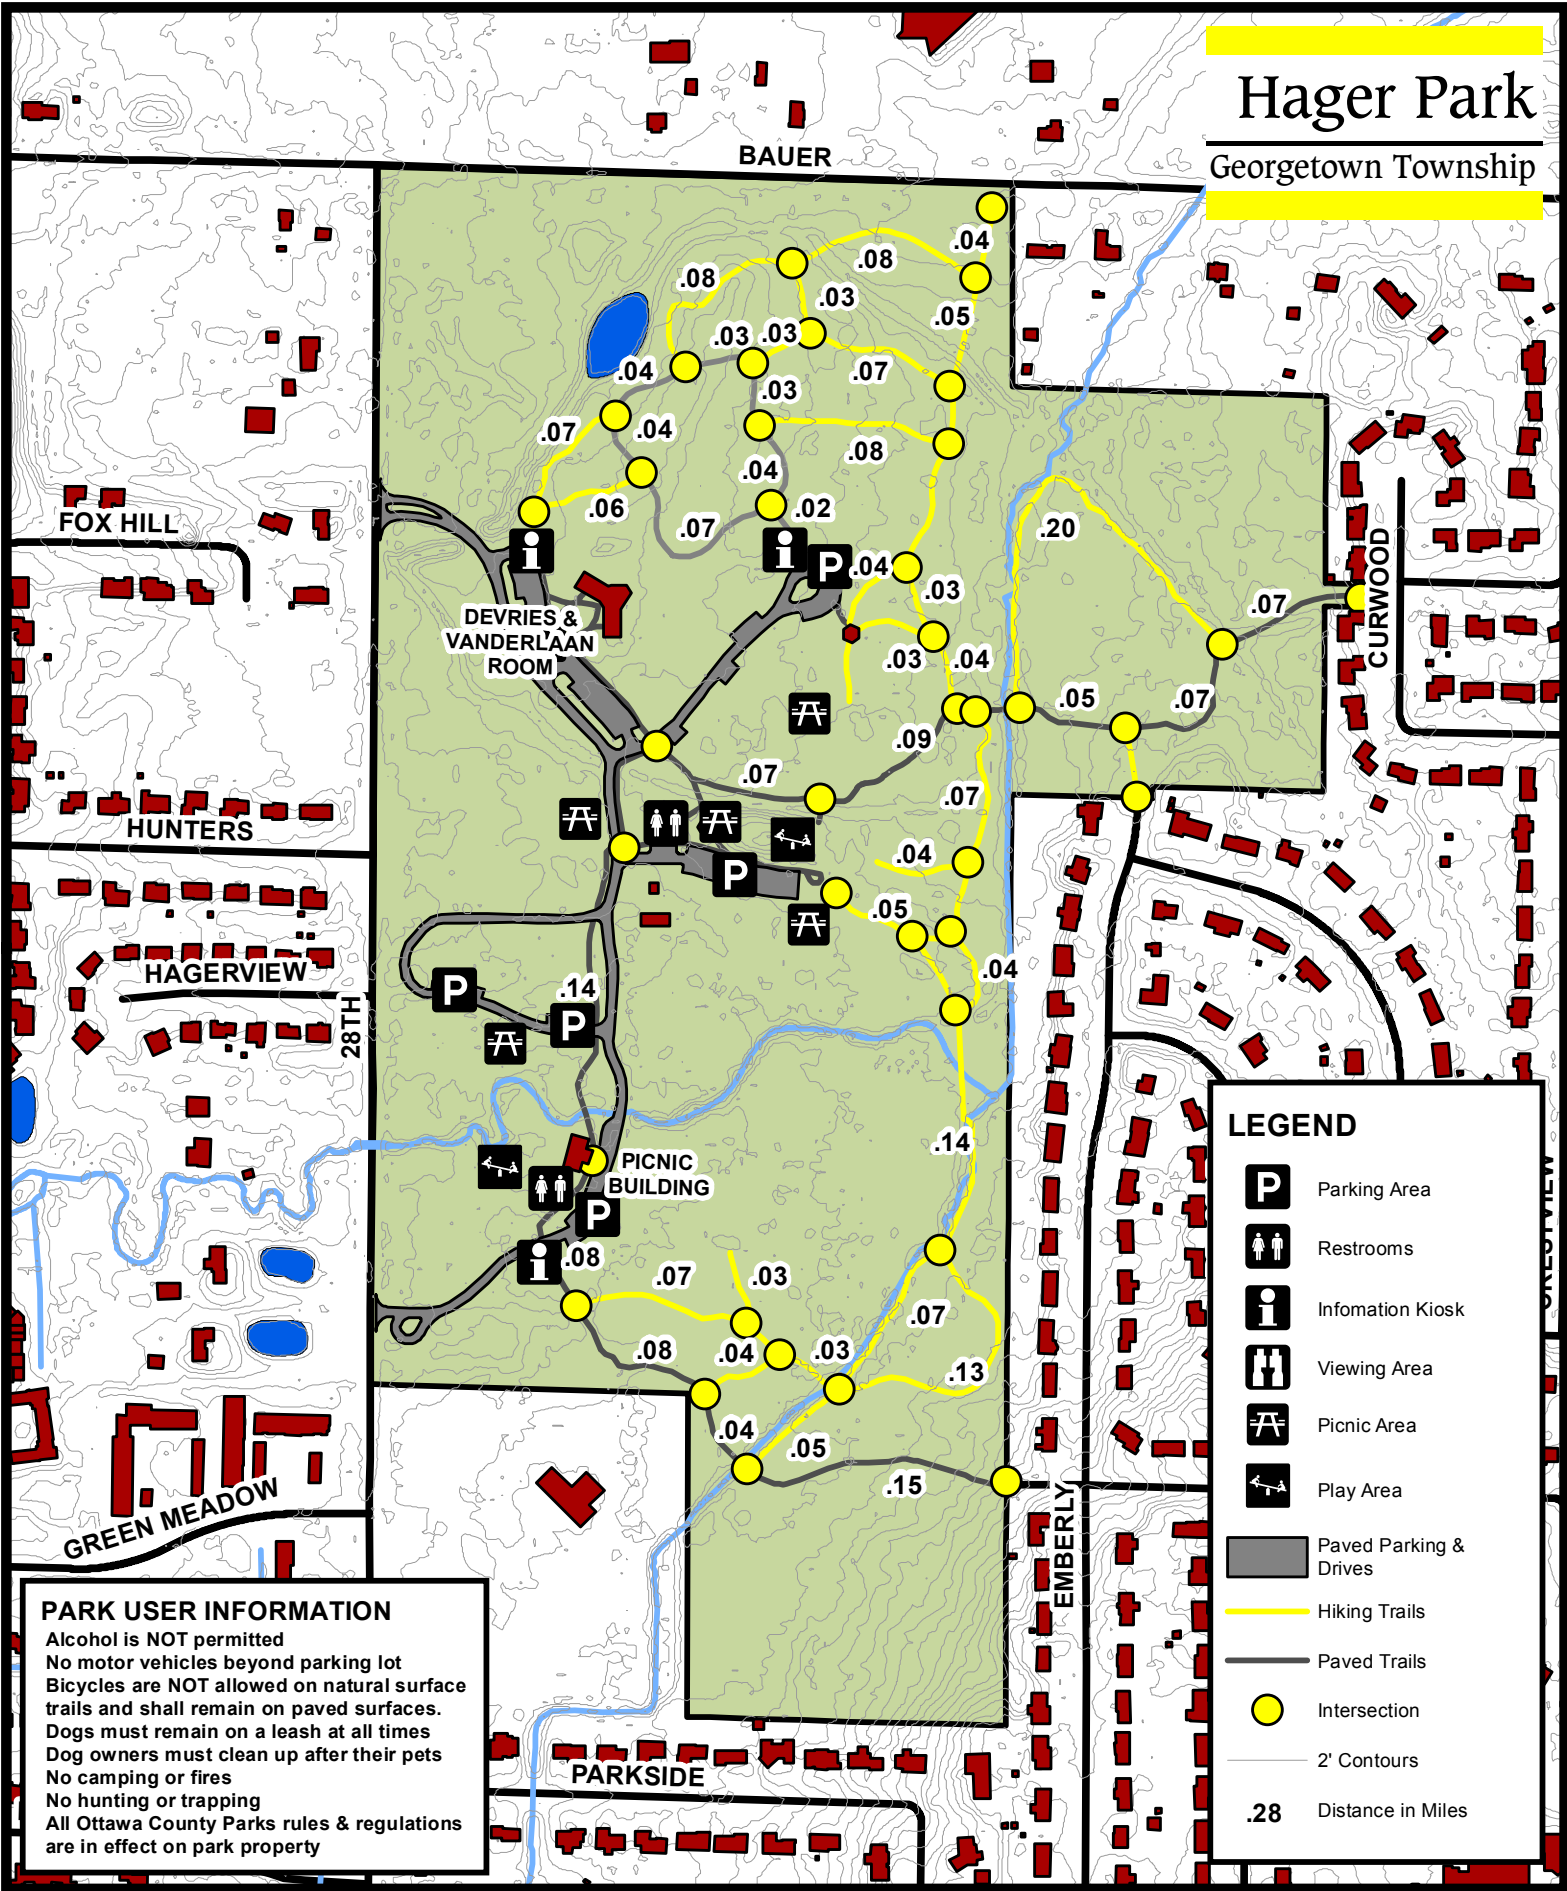 Hager Park
Georgetown Township
BAUER
.04
.08
.08
.03
.05
.03
.03
.04
.07
.03
.07
.04
.08
.04
.06
.02
.07
.20
.04
.03
.07
FOX HILL
CURWOOD
DEVRIES &
VANDERLAAN
ROOM
.03
.04
.05
.07
.09
.07
.07
HUNTERS
.04
.05
HAGERVIEW
.04
.14
28TH
.14
PICNIC
BUILDING
.08
.07
.03
.07
.08
.04
.03
.13
.04
.05
.15
GREEN MEADOW
EMBERLY
PARKSIDE
P
P
P
P
P
LEGEND
P
Parking Area
Restrooms
Infomation Kiosk
Viewing Area
Picnic Area
Play Area
Paved Parking &
Drives
Hiking Trails
Paved Trails
Intersection
2' Contours
.28 Distance in Miles
PARK USER INFORMATION
Alcohol is NOT permitted
No motor vehicles beyond parking lot
Bicycles are NOT allowed on natural surface
trails and shall remain on paved surfaces.
Dogs must remain on a leash at all times
Dog owners must clean up after their pets
No camping or fires
No hunting or trapping
All Ottawa County Parks rules & regulations
are in effect on park property